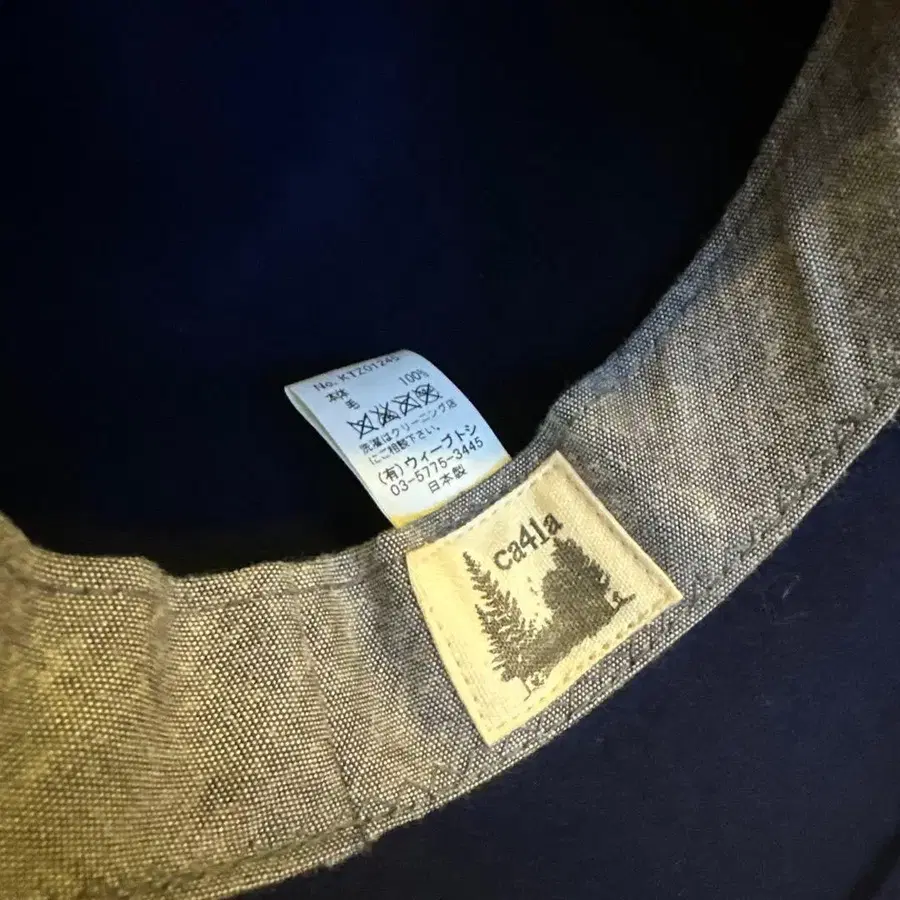 No. KTZ01245
本体
毛 100%
洗濯はクリーニング店
にご相談下さい。
(有)ウィーブトシ
03-5775-3445
日本製
ca41a